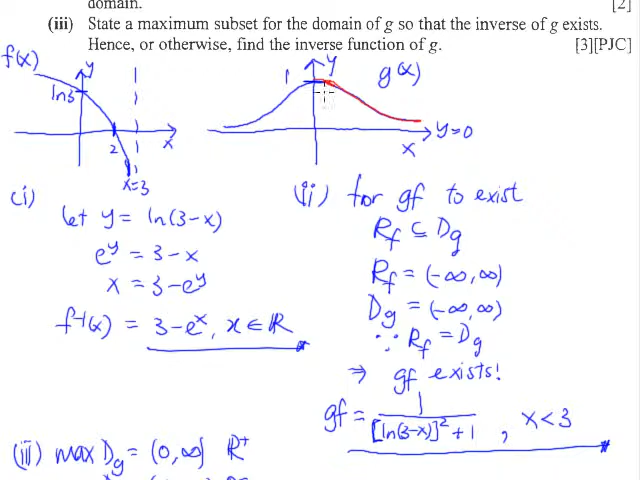 domain. [2]
(iii) State a maximum subset for the domain of g so that the inverse of g exists.
Hence, or otherwise, find the inverse function of g. [3][PJC]
f(x)
y
ln3
2
x
x=3
y
1
g(x)
y=0
x
(i)
let y = ln(3-x)
e^y = 3-x
x = 3-e^y
f⁻¹(x) = 3-e^x, x∈ℝ
(ii) for gf to exist
R_f ⊆ D_g
R_f = (-∞,∞)
D_g = (-∞,∞)
∵ R_f = D_g
⇒ gf exists!
gf = 1/([ln(3-x)]²+1), x<3
(iii) max D_g = (0,∞] ℝ⁺